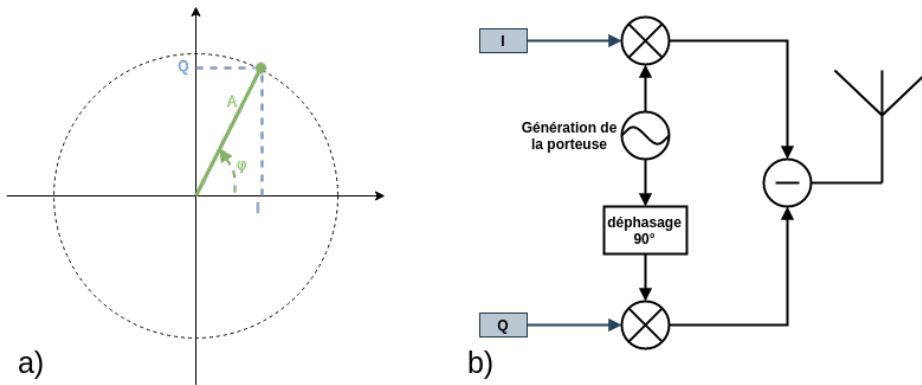 Q
A
φ
I
a)
I
Génération de
la porteuse
déphasage
90°
Q
b)